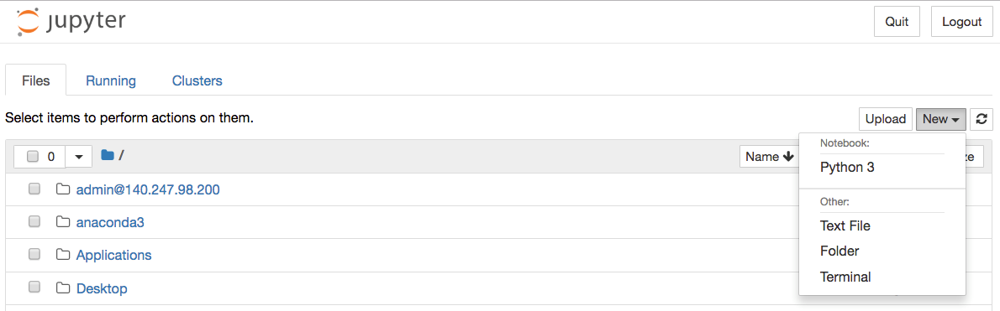 jupyter
Quit Logout
Files Running Clusters
Select items to perform actions on them.
Upload New
0 / Name
Notebook:
Python 3
Other:
Text File
Folder
Terminal
admin@140.247.98.200
anaconda3
Applications
Desktop